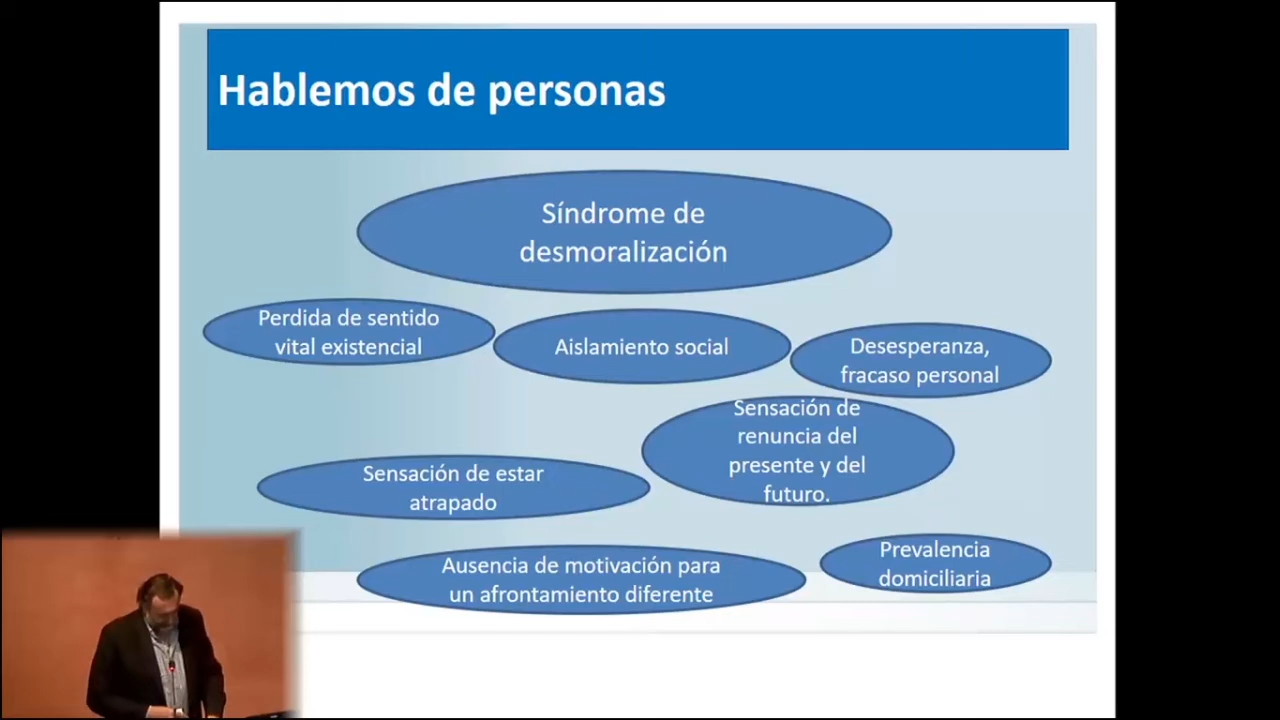 Hablemos de personas
Síndrome de
desmoralización
Perdida de sentido
vital existencial
Aislamiento social
Desesperanza,
fracaso personal
Sensación de
renuncia del
presente y del
futuro.
Sensación de estar
atrapado
Ausencia de motivación para
un afrontamiento diferente
Prevalencia
domiciliaria